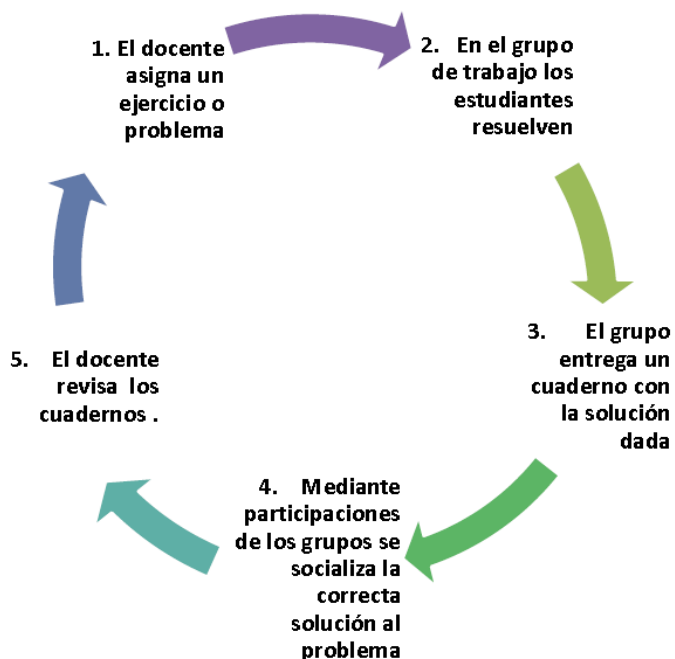 1. El docente
asigna un
ejercicio o
problema
2. En el grupo
de trabajo los
estudiantes
resuelven
3. El grupo
entrega un
cuaderno con
la solución
dada
4. Mediante
participaciones
de los grupos se
socializa la
correcta
solución al
problema
5. El docente
revisa los
cuadernos .